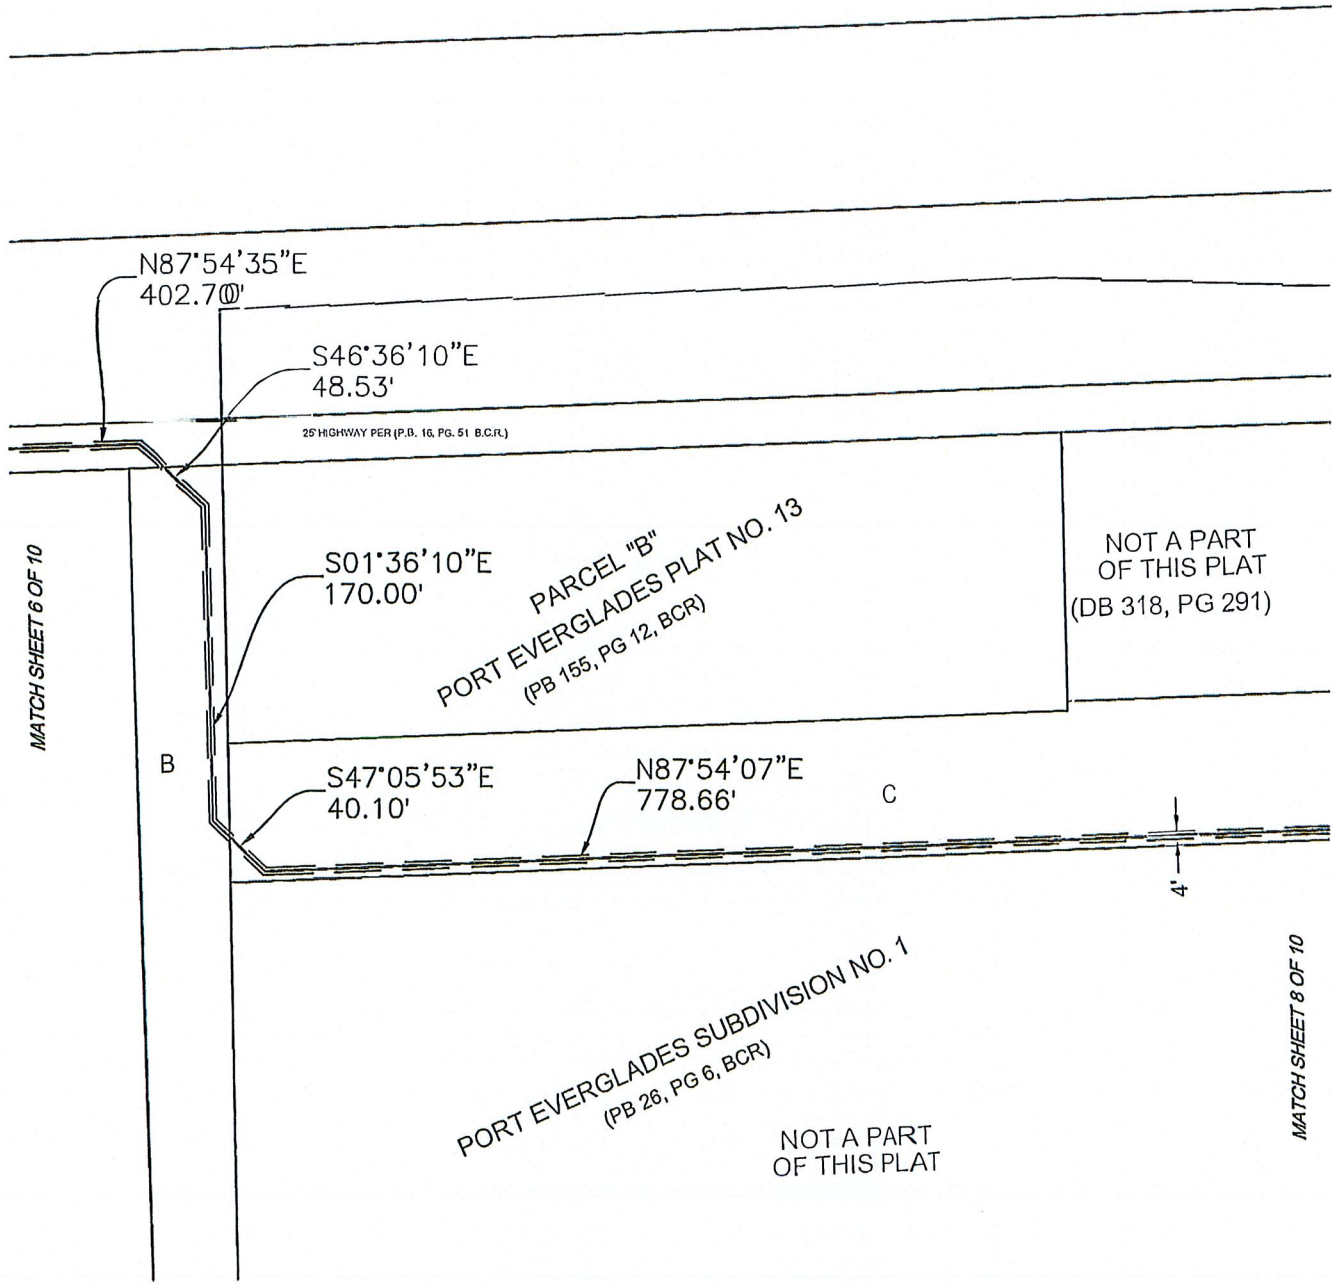 N87°54'35"E
402.70'
S46°36'10"E
48.53'
25' HIGHWAY PER (P.B. 16, PG. 51 B.C.R.)
MATCH SHEET 6 OF 10
S01°36'10"E
170.00'
PARCEL "B"
PORT EVERGLADES PLAT NO. 13
(PB 155, PG 12, BCR)
NOT A PART
OF THIS PLAT
(DB 318, PG 291)
B
S47°05'53"E
40.10'
N87°54'07"E
778.66'
C
4'
PORT EVERGLADES SUBDIVISION NO. 1
(PB 26, PG 6, BCR)
NOT A PART
OF THIS PLAT
MATCH SHEET 8 OF 10